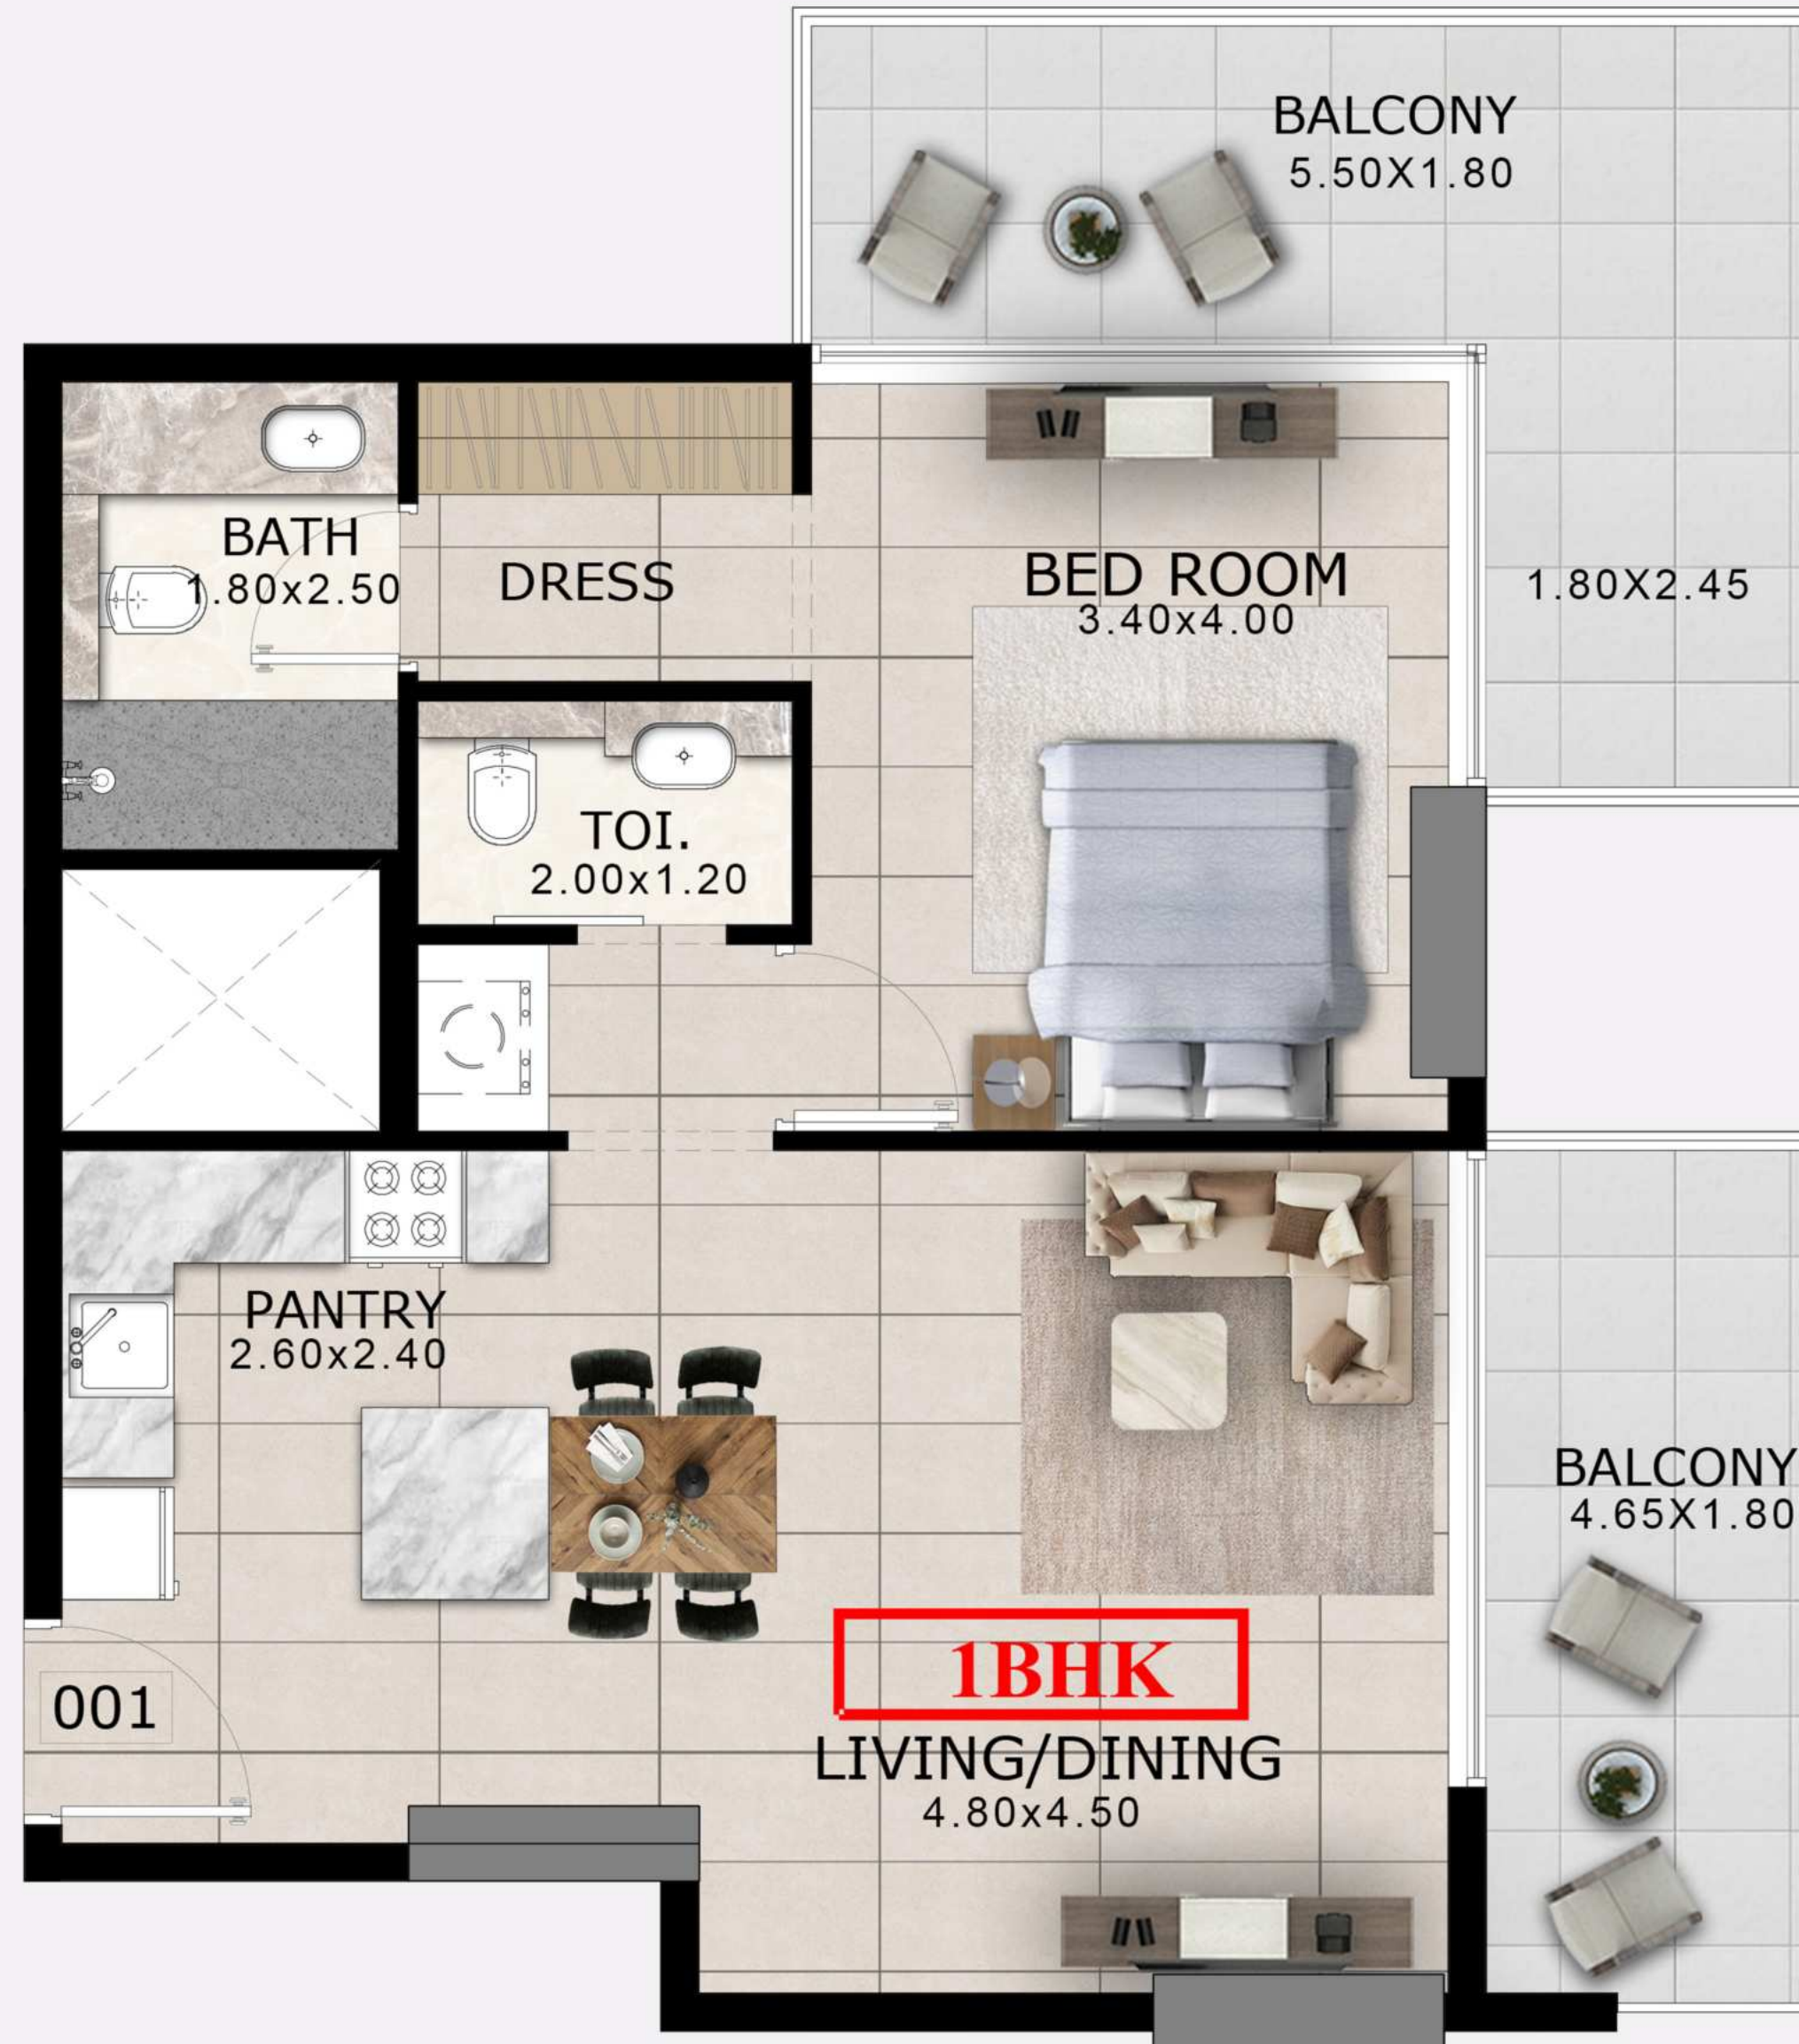 BALCONY
5.50X1.80
BATH
1.80x2.50
DRESS
BED ROOM
3.40x4.00
1.80X2.45
TOI.
2.00x1.20
PANTRY
2.60x2.40
BALCONY
4.65X1.80
1BHK
001
LIVING/DINING
4.80x4.50